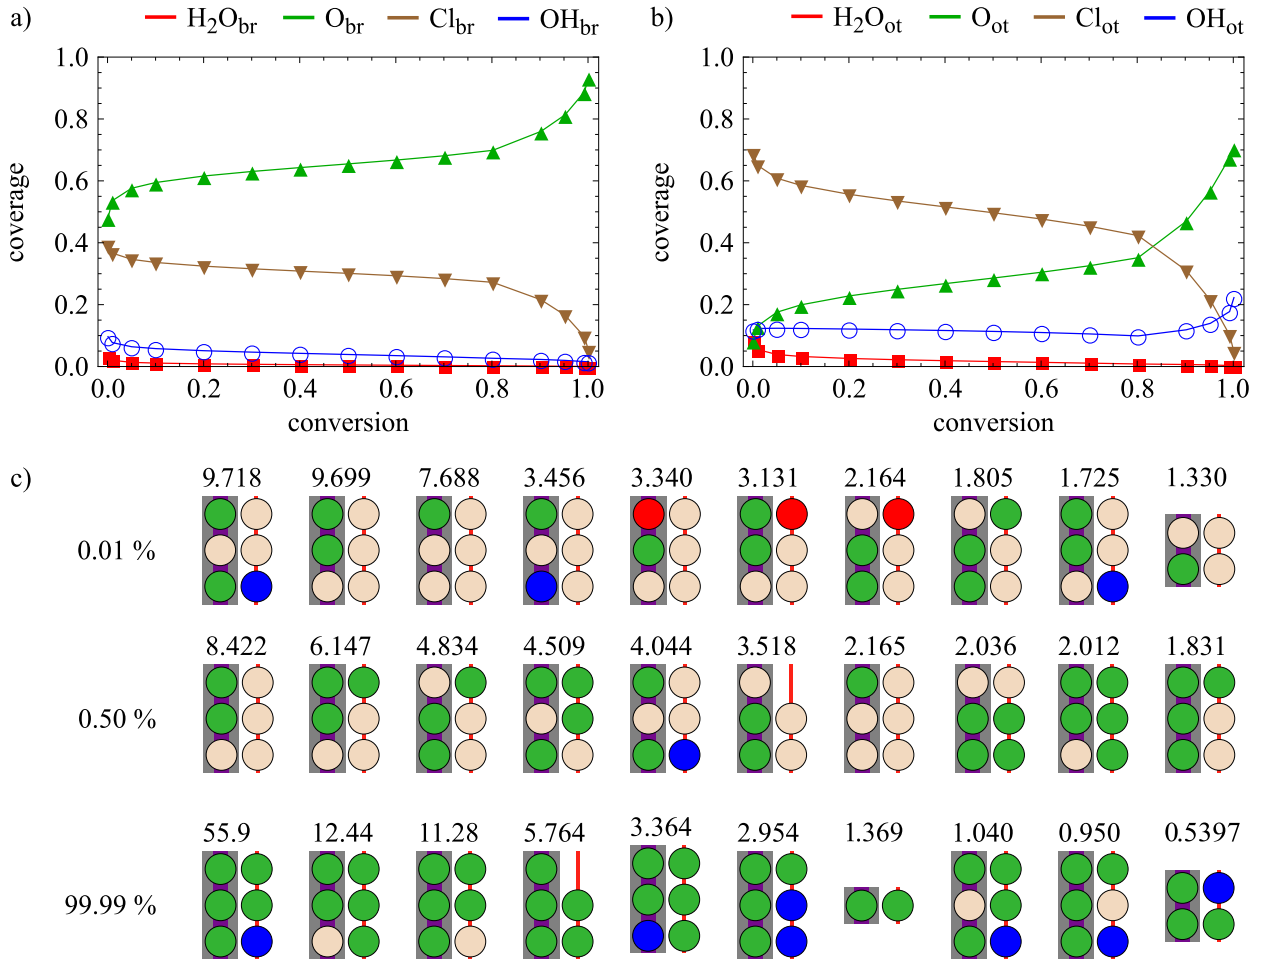 a)
H2Obr Obr Clbr OHbr
1.0
0.8
0.6
0.4
0.2
0.0
coverage
0.0 0.2 0.4 0.6 0.8 1.0
conversion
b)
H2Oot Oot Clot OHot
1.0
0.8
0.6
0.4
0.2
0.0
coverage
0.0 0.2 0.4 0.6 0.8 1.0
conversion
c)
9.718 9.699 7.688 3.456 3.340 3.131 2.164 1.805 1.725 1.330
0.01 %
8.422 6.147 4.834 4.509 4.044 3.518 2.165 2.036 2.012 1.831
0.50 %
55.9 12.44 11.28 5.764 3.364 2.954 1.369 1.040 0.950 0.5397
99.99 %